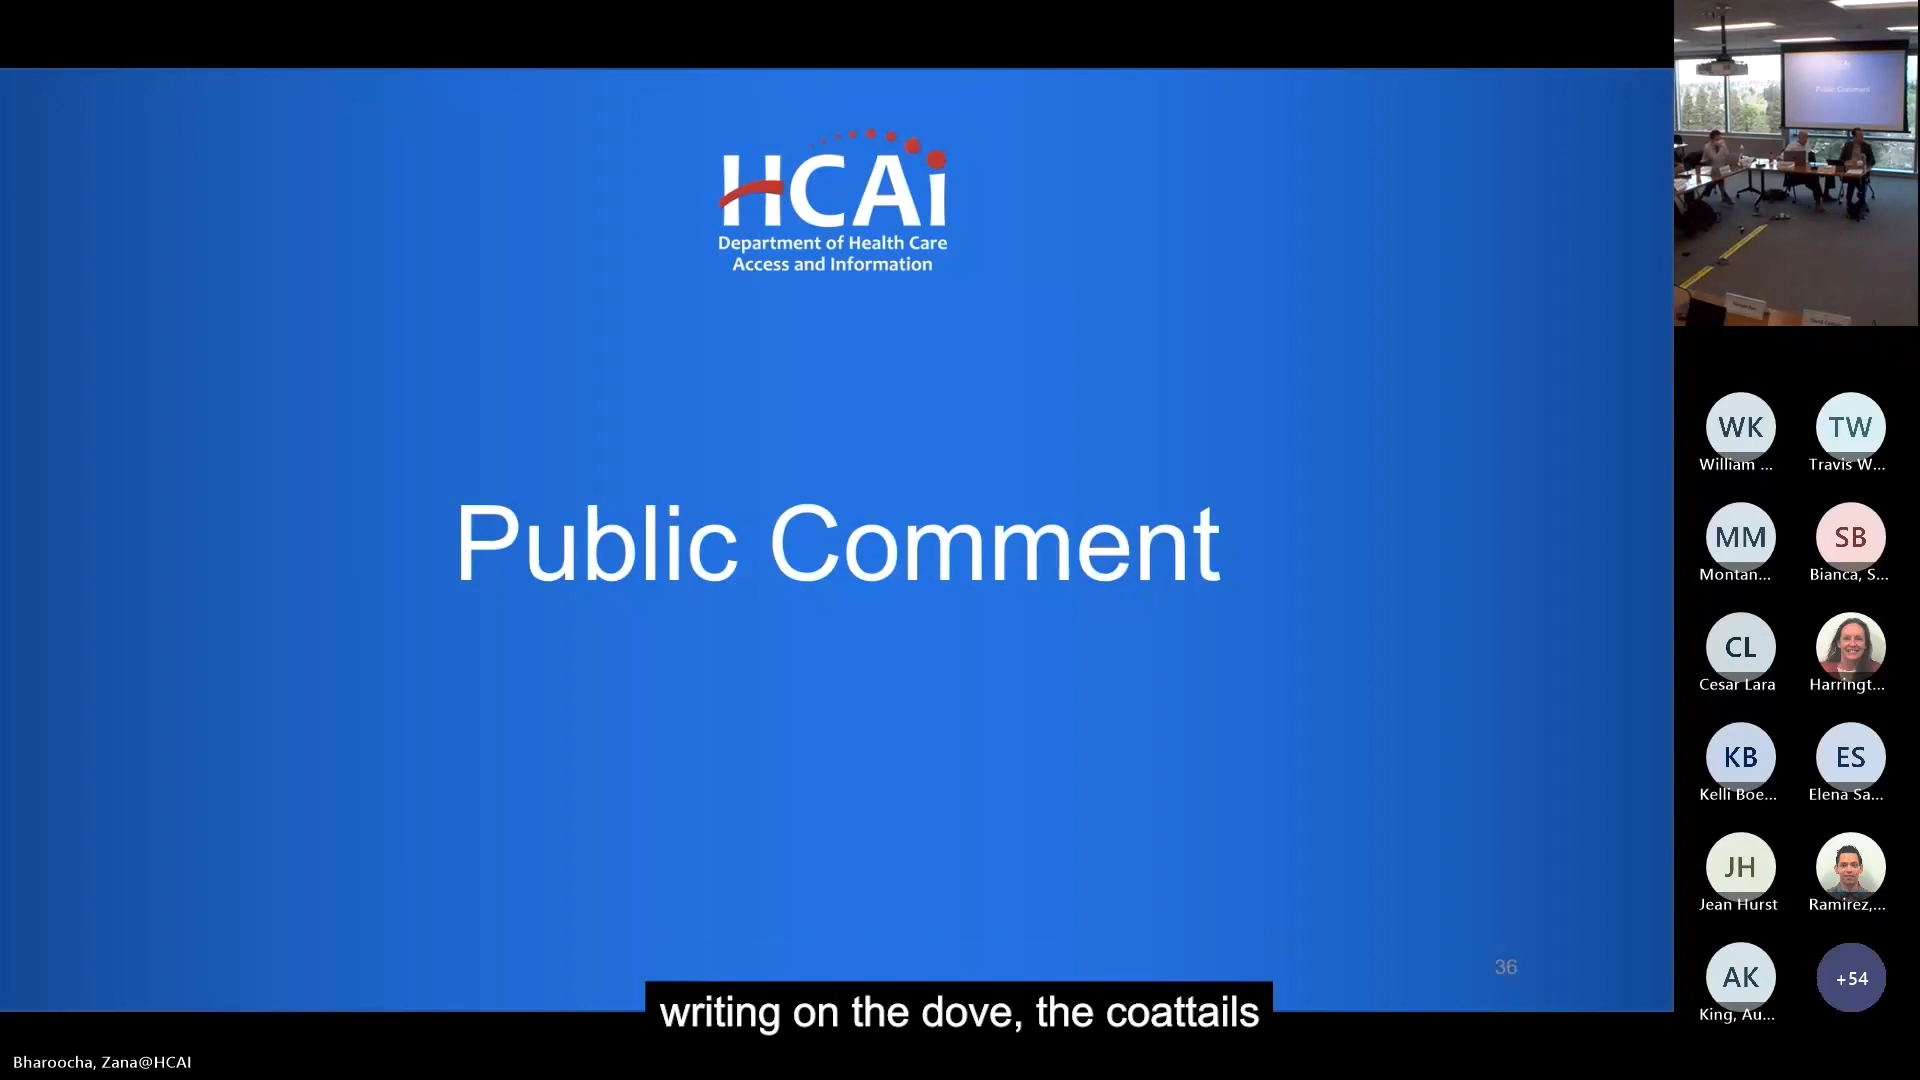 HCAi
Department of Health Care
Access and Information
Public Comment
36
writing on the dove, the coattails
Bharoocha, Zana@HCAI
Public Comment
WK
William ...
TW
Travis W...
MM
Montan...
SB
Bianca, S...
CL
Cesar Lara
Harringt...
KB
Kelli Boe...
ES
Elena Sa...
JH
Jean Hurst
Ramirez,...
AK
King, Au...
+54